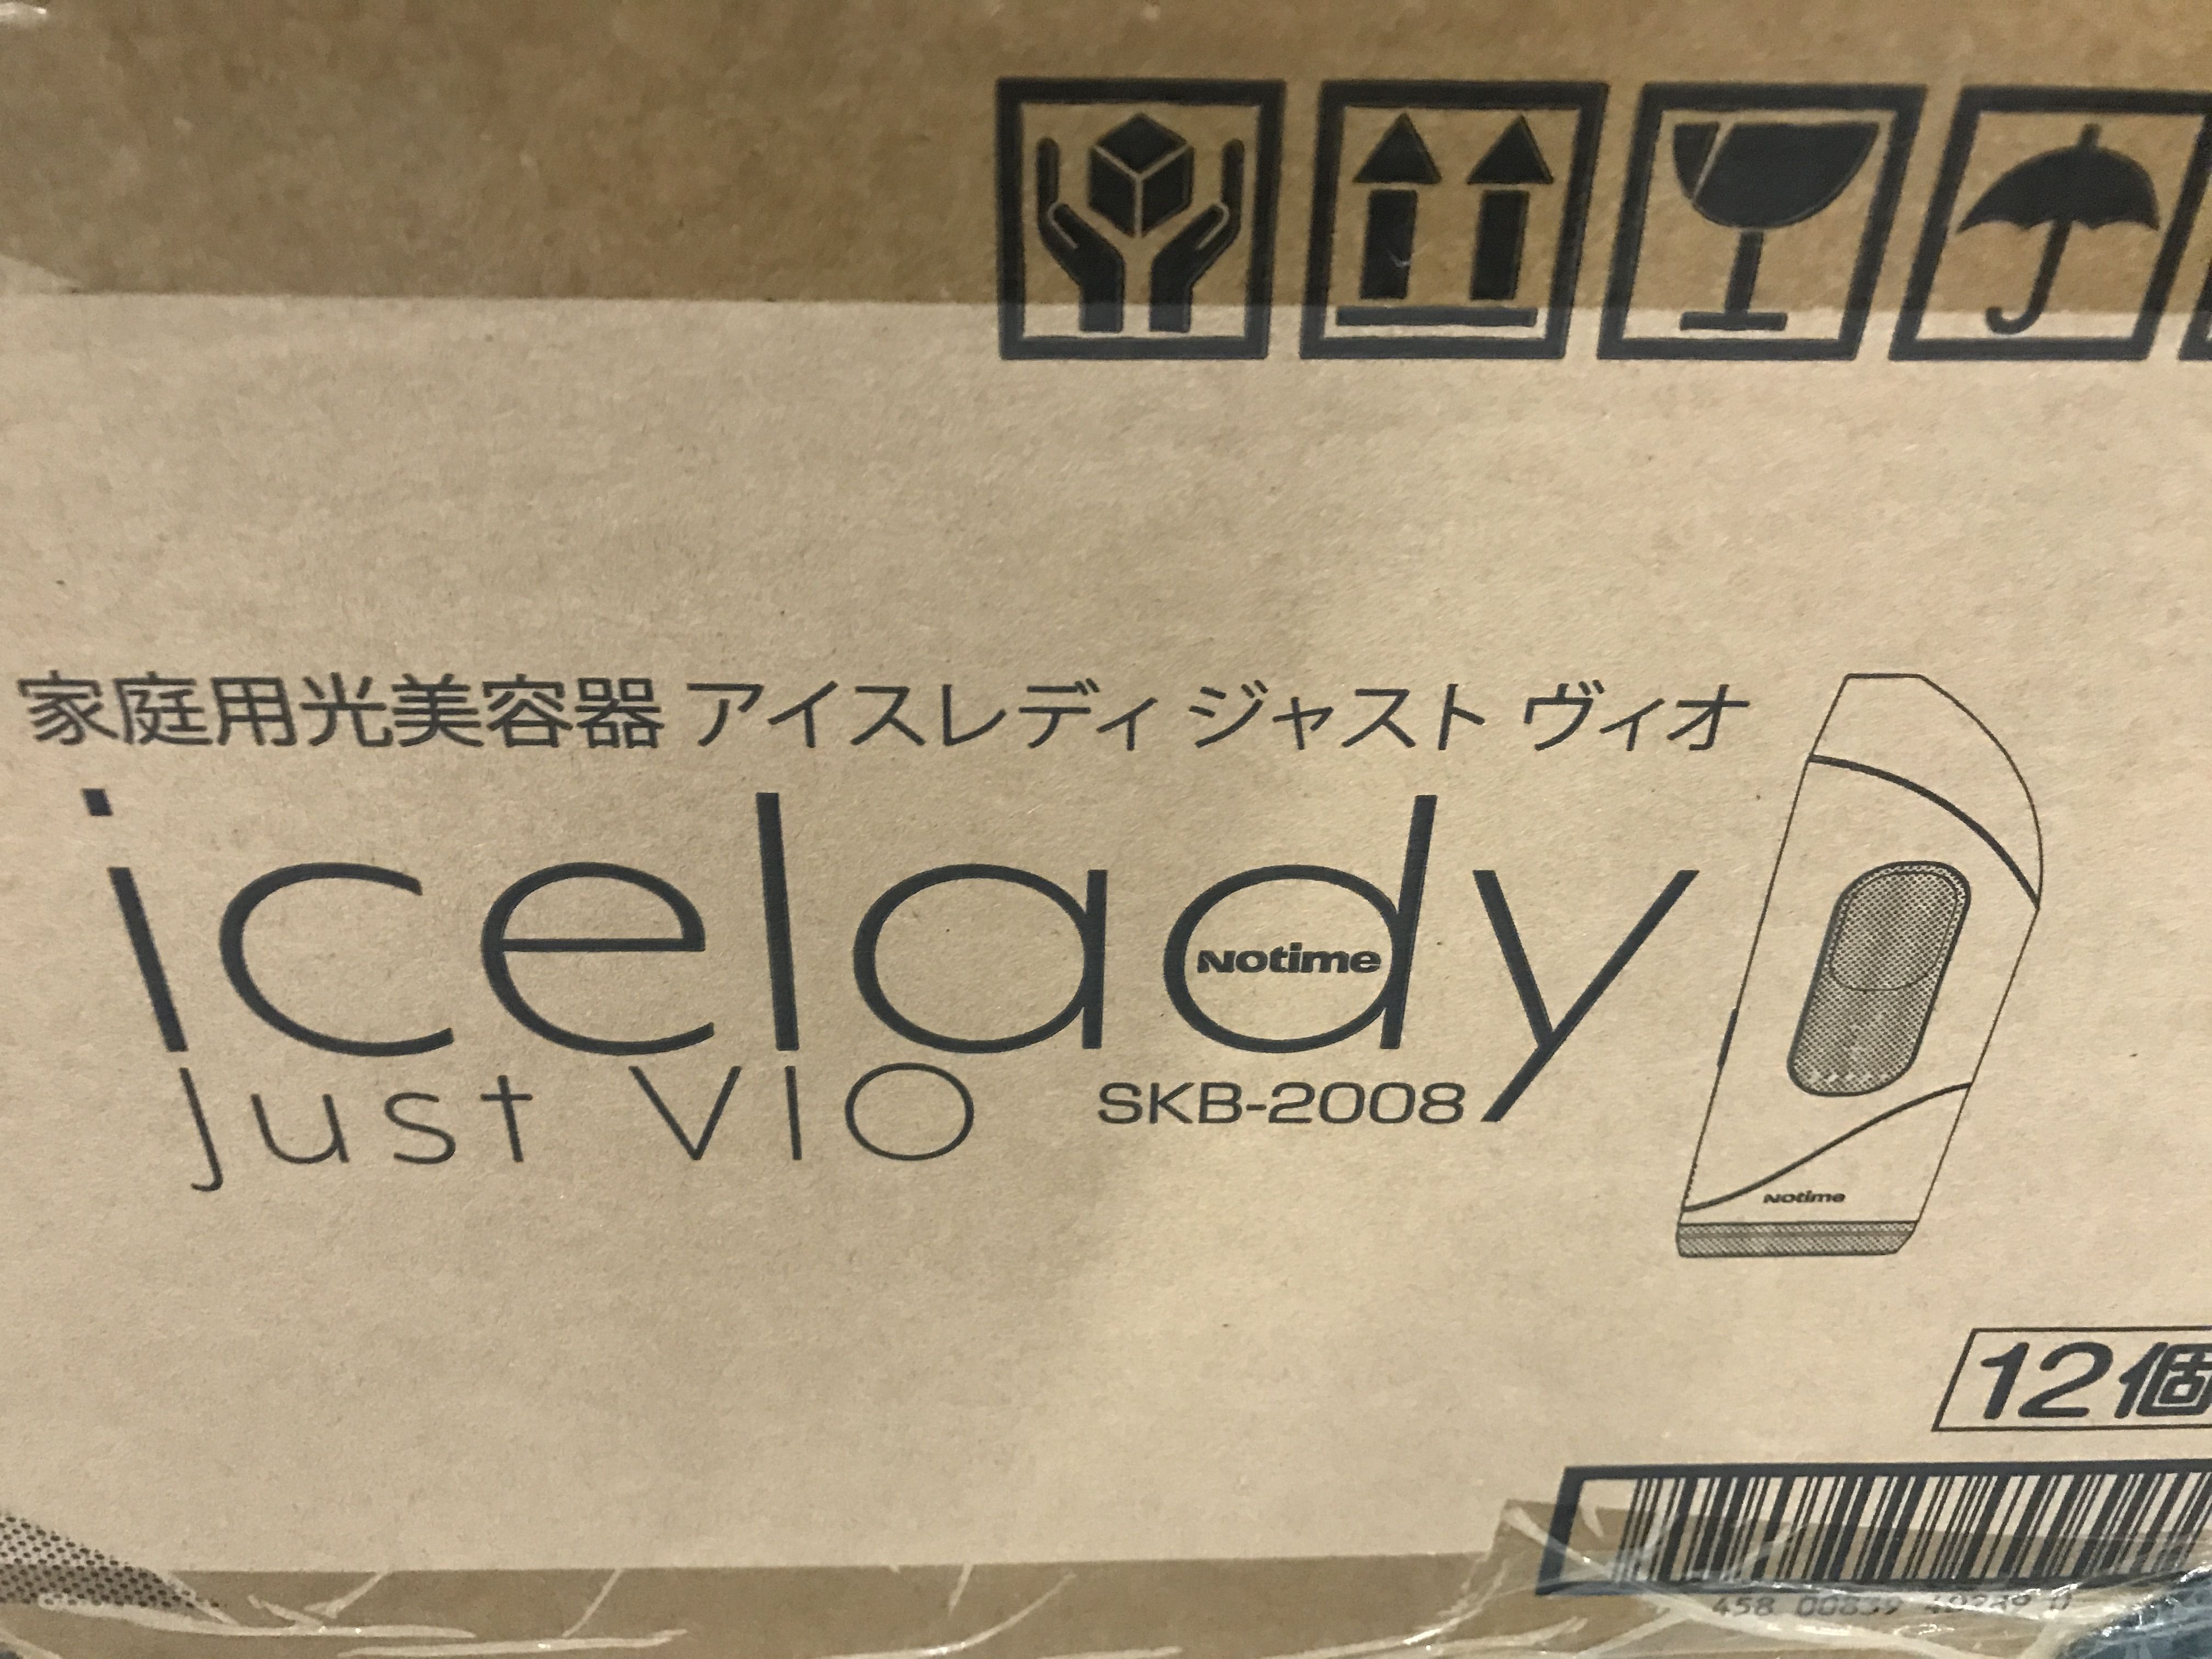 家庭用光美容器 アイスレディ ジャスト ヴィオ
icelady
Notime
just VIO SKB-2008
Notime
12個